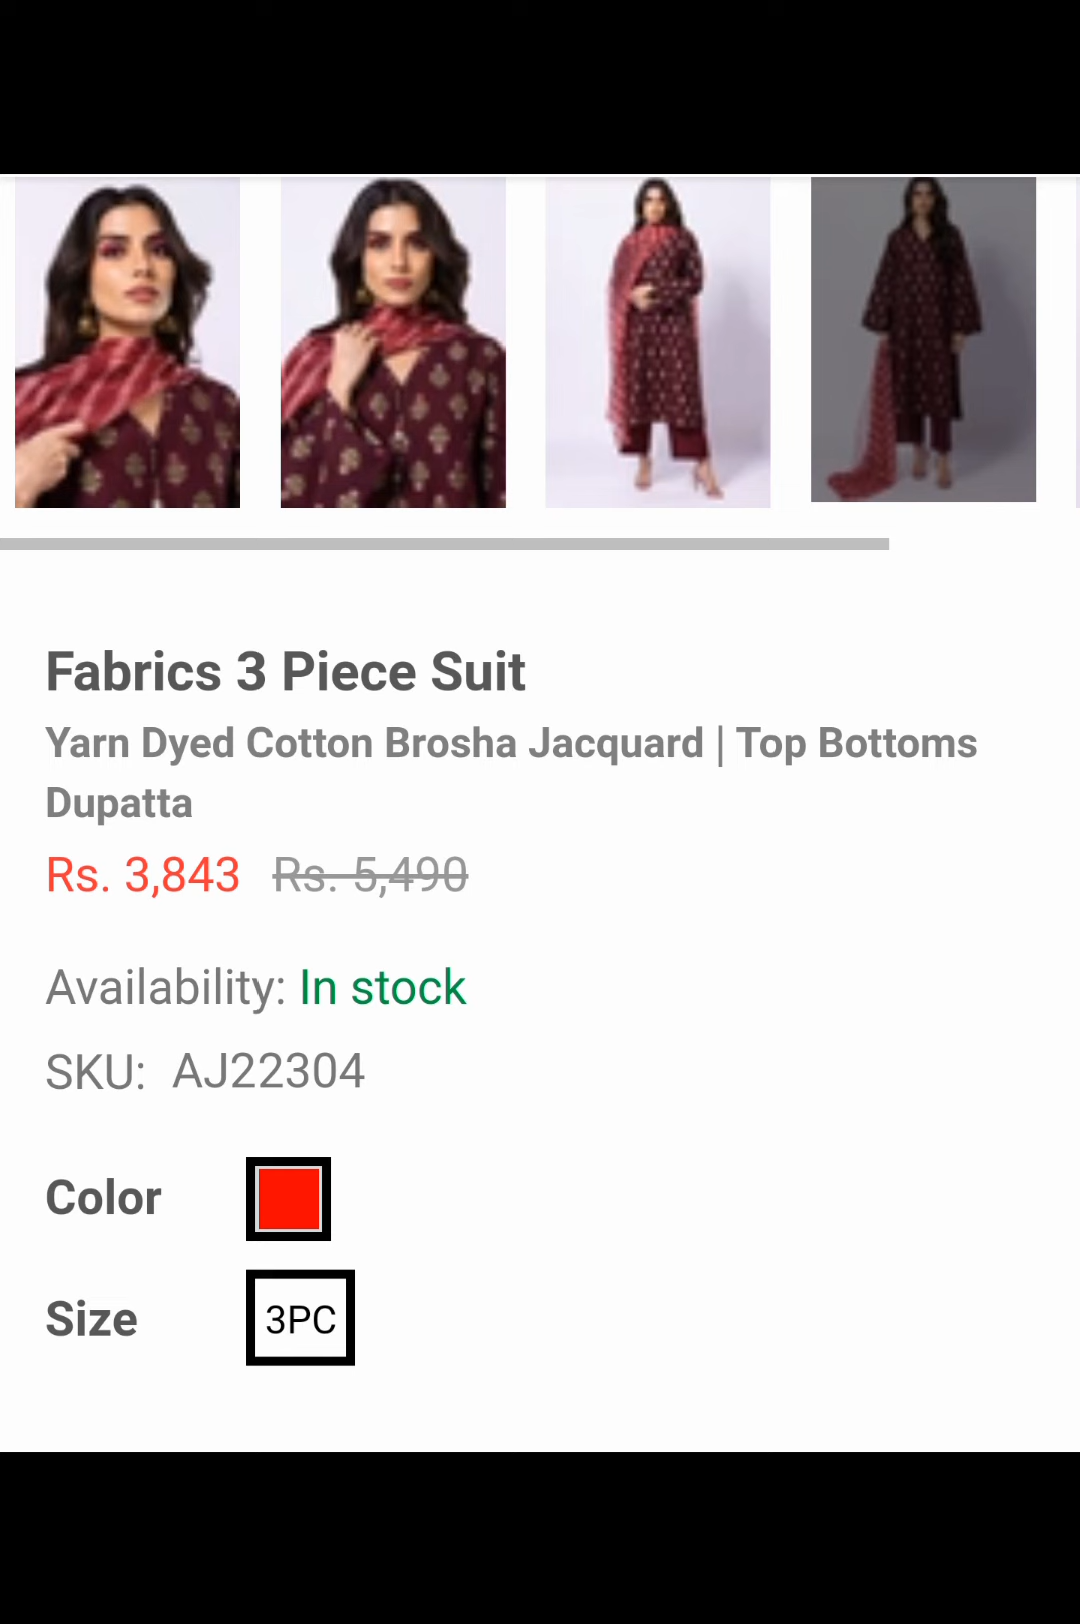 Fabrics 3 Piece Suit
Yarn Dyed Cotton Brosha Jacquard | Top Bottoms
Dupatta
Rs. 3,843 Rs. 5,490
Availability: In stock
SKU: AJ22304
Color
Size 3PC